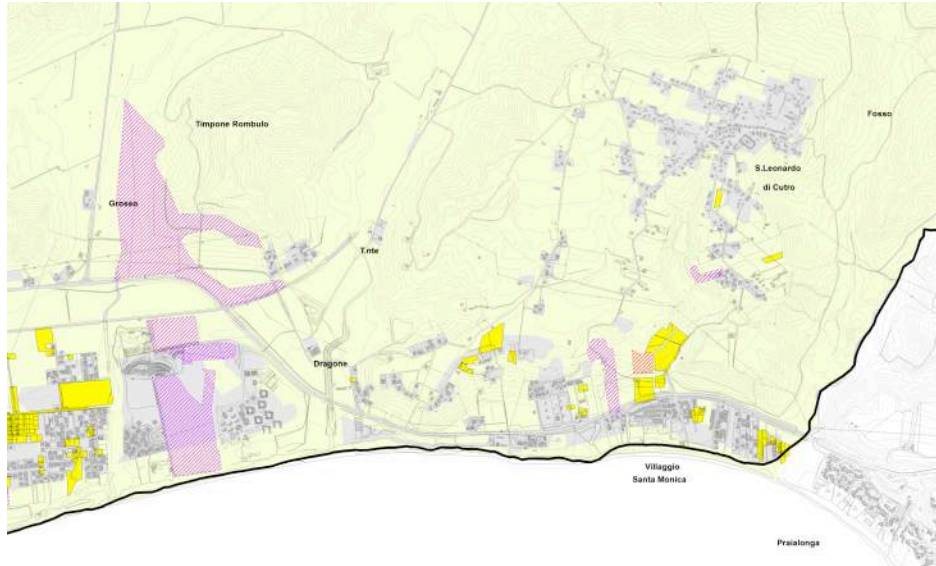 Timpone Rombulo
Fosso
S.Leonardo
di Cutro
Grosso
T.nte
Dragone
Villaggio
Santa Monica
Praialonga